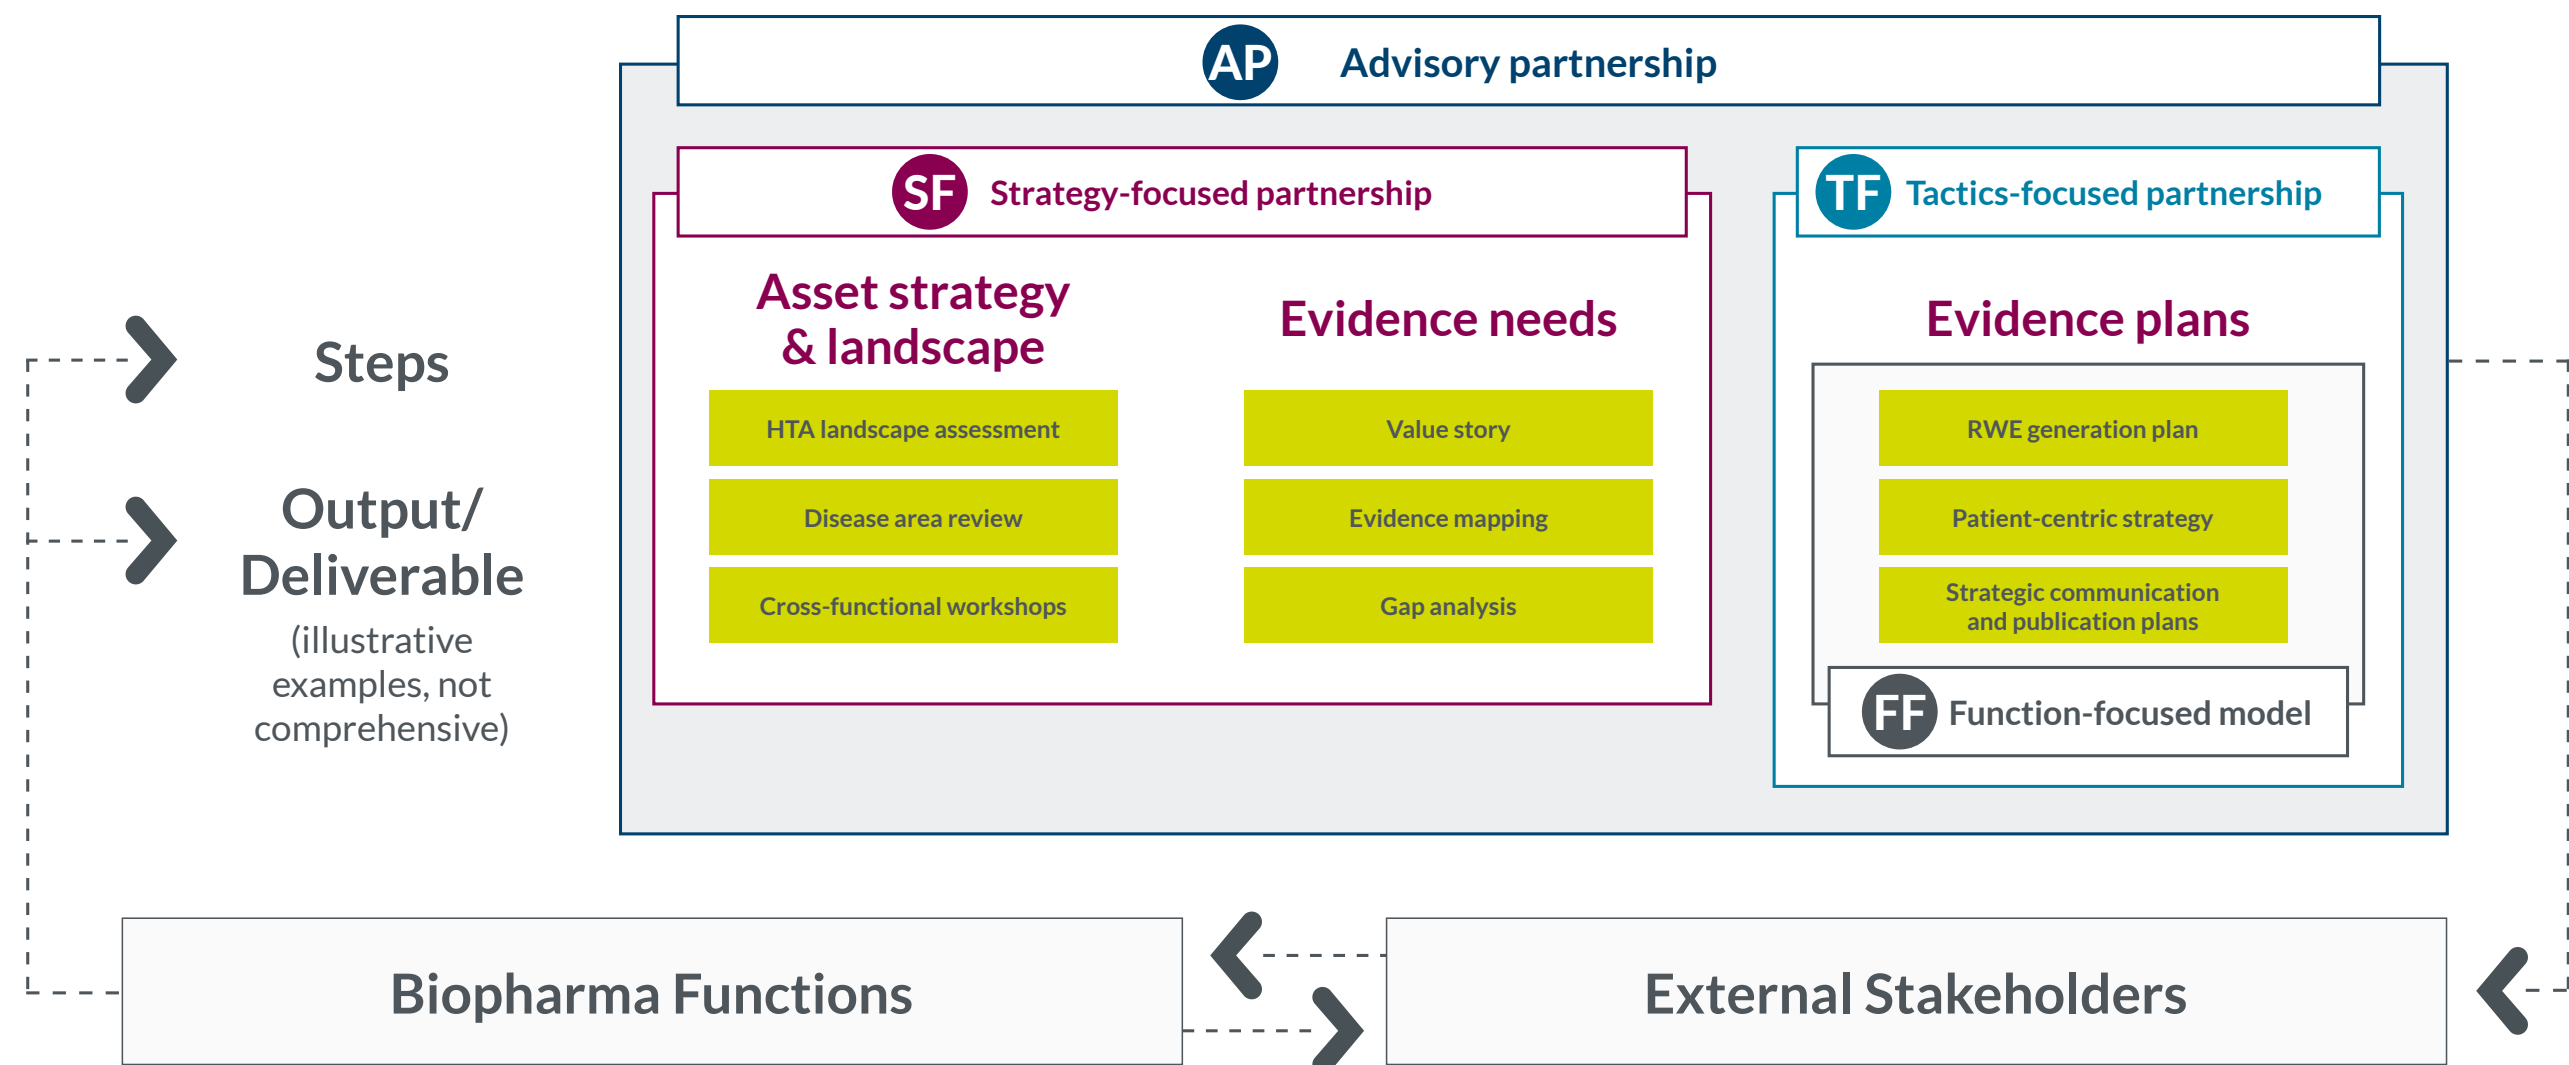 AP Advisory partnership
SF Strategy-focused partnership
TF Tactics-focused partnership
Steps
Asset strategy
& landscape
Evidence needs
Evidence plans
Output/
Deliverable
(illustrative
examples, not
comprehensive)
HTA landscape assessment
Disease area review
Cross-functional workshops
Value story
Evidence mapping
Gap analysis
RWE generation plan
Patient-centric strategy
Strategic communication
and publication plans
FF Function-focused model
Biopharma Functions
External Stakeholders